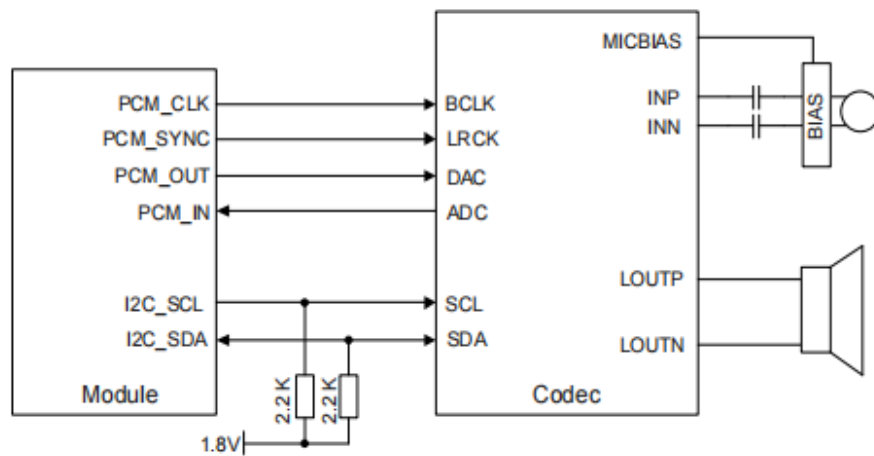 MICBIAS
PCM_CLK
BCLK
INP
PCM_SYNC
LRCK
INN
BIAS
PCM_OUT
DAC
PCM_IN
ADC
LOUTP
I2C_SCL
SCL
I2C_SDA
SDA
LOUTN
2.2 K
2.2 K
Module
Codec
1.8V